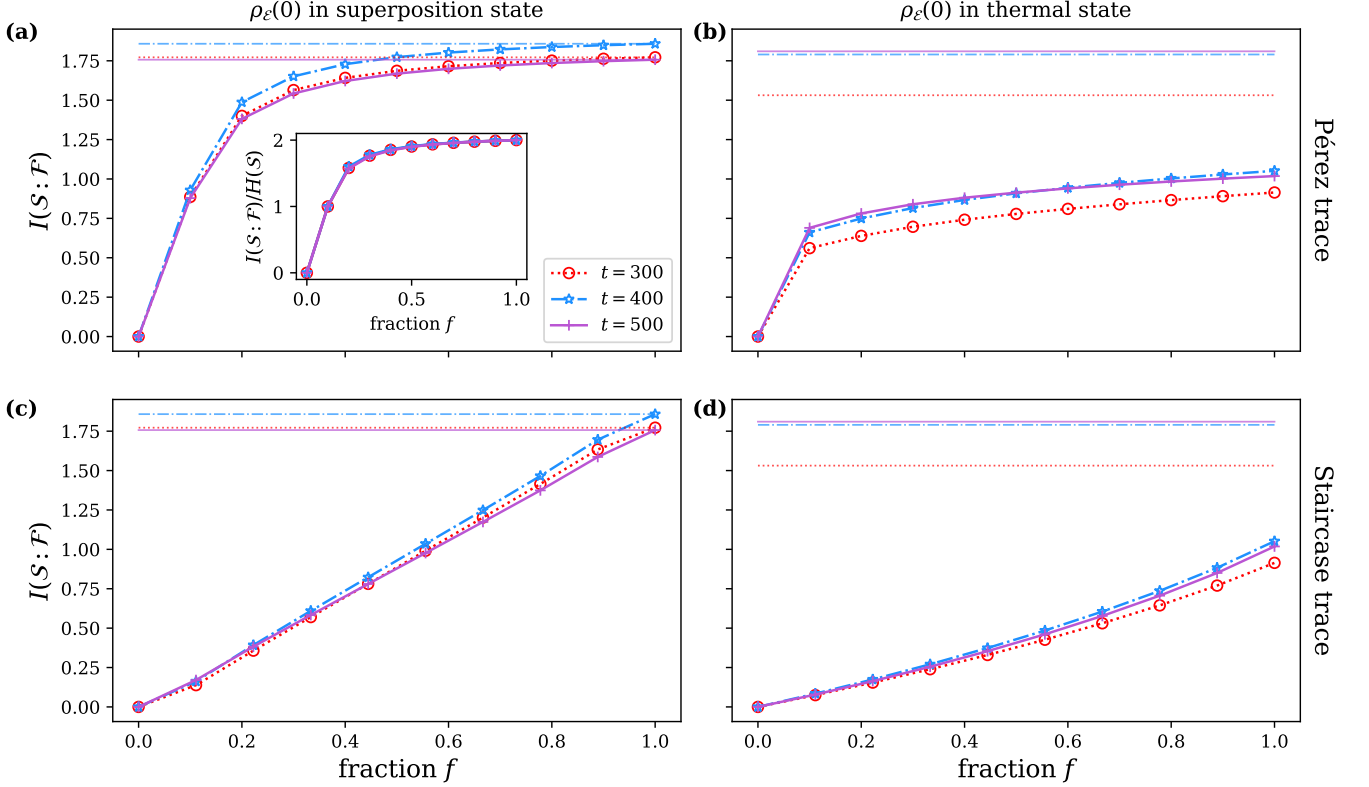 ρ_ℰ(0) in superposition state
ρ_ℰ(0) in thermal state
(a)
1.75
1.50
1.25
1.00
0.75
0.50
0.25
0.00
I(𝒮 : ℱ)
2
1
0
I(𝒮 : ℱ)/H(𝒮)
0.0 0.5 1.0
fraction f
t = 300
t = 400
t = 500
(b)
Pérez trace
(c)
1.75
1.50
1.25
1.00
0.75
0.50
0.25
0.00
I(𝒮 : ℱ)
0.0 0.2 0.4 0.6 0.8 1.0
fraction f
(d)
Staircase trace
0.0 0.2 0.4 0.6 0.8 1.0
fraction f